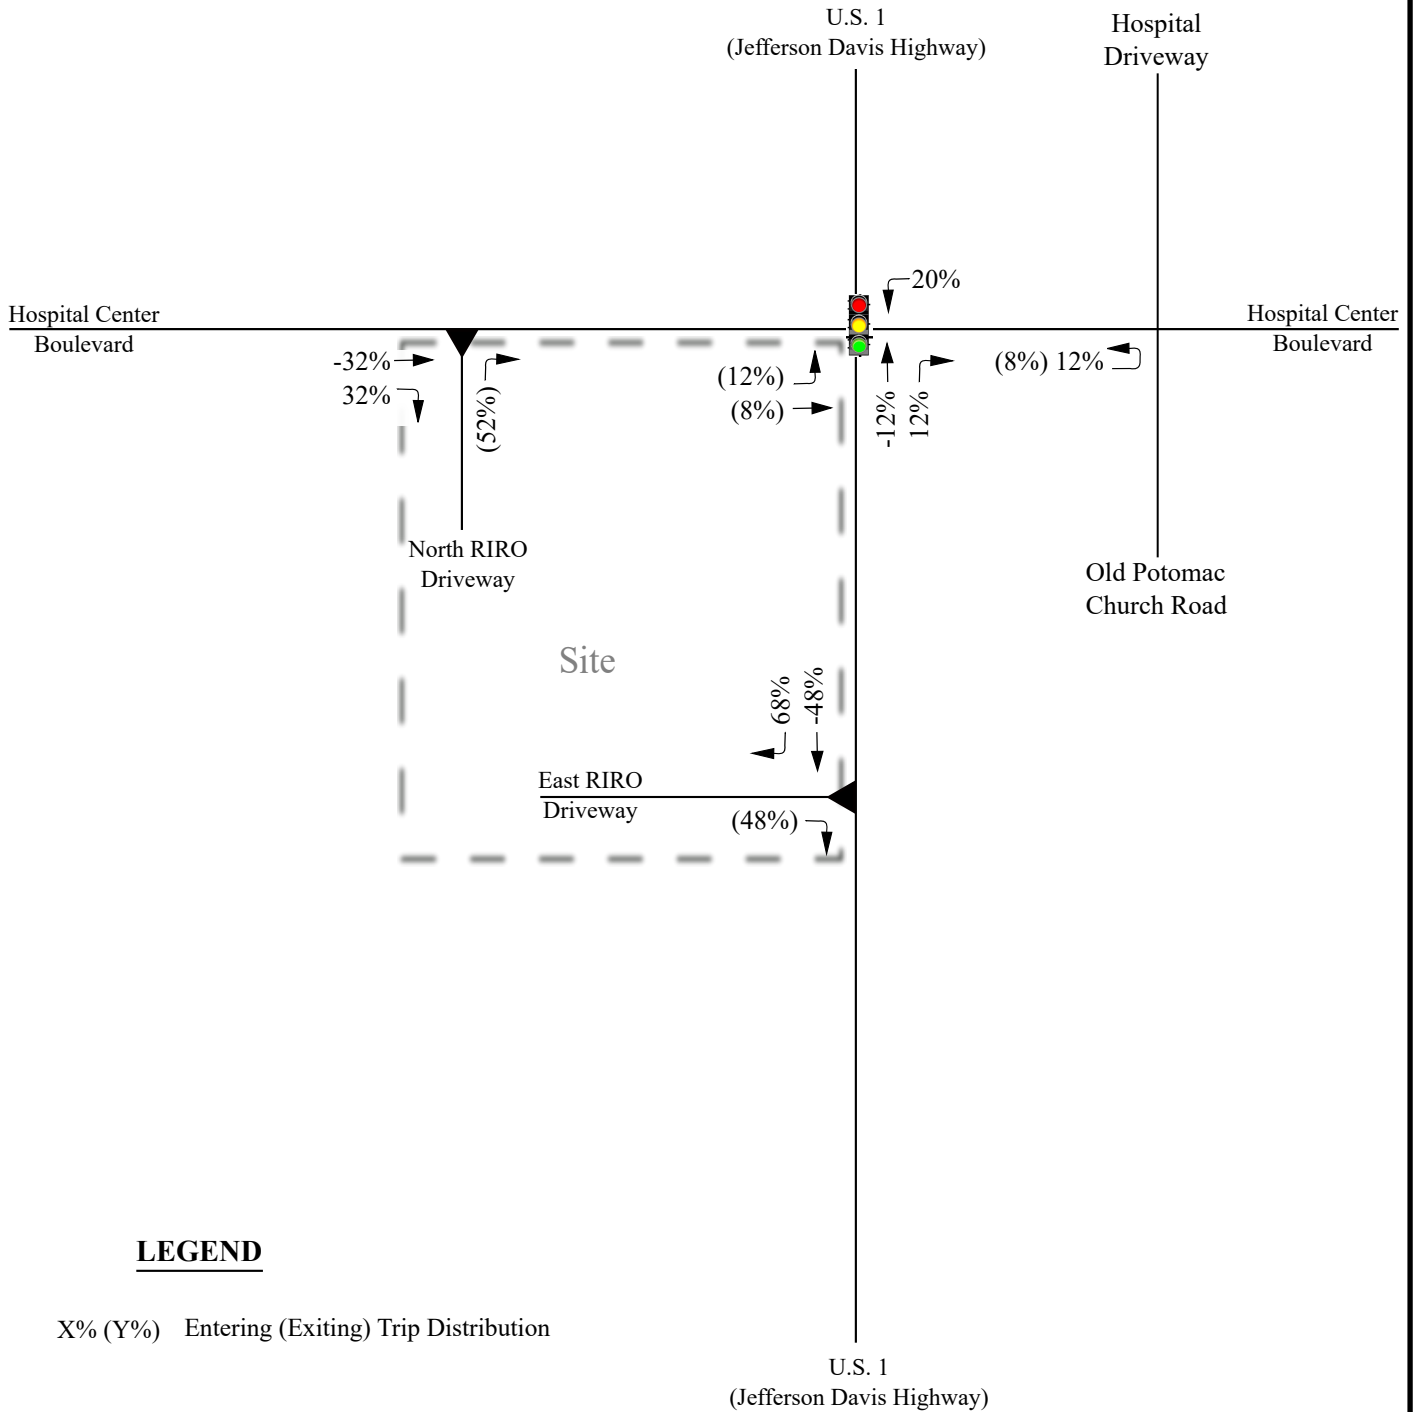 U.S. 1
(Jefferson Davis Highway)
Hospital
Driveway
20%
Hospital Center
Boulevard
Hospital Center
Boulevard
-32%
32%
(52%)
(12%)
(8%)
-12%
12%
(8%) 12%
North RIRO
Driveway
Old Potomac
Church Road
Site
68%
-48%
East RIRO
Driveway
(48%)
LEGEND
X% (Y%) Entering (Exiting) Trip Distribution
U.S. 1
(Jefferson Davis Highway)